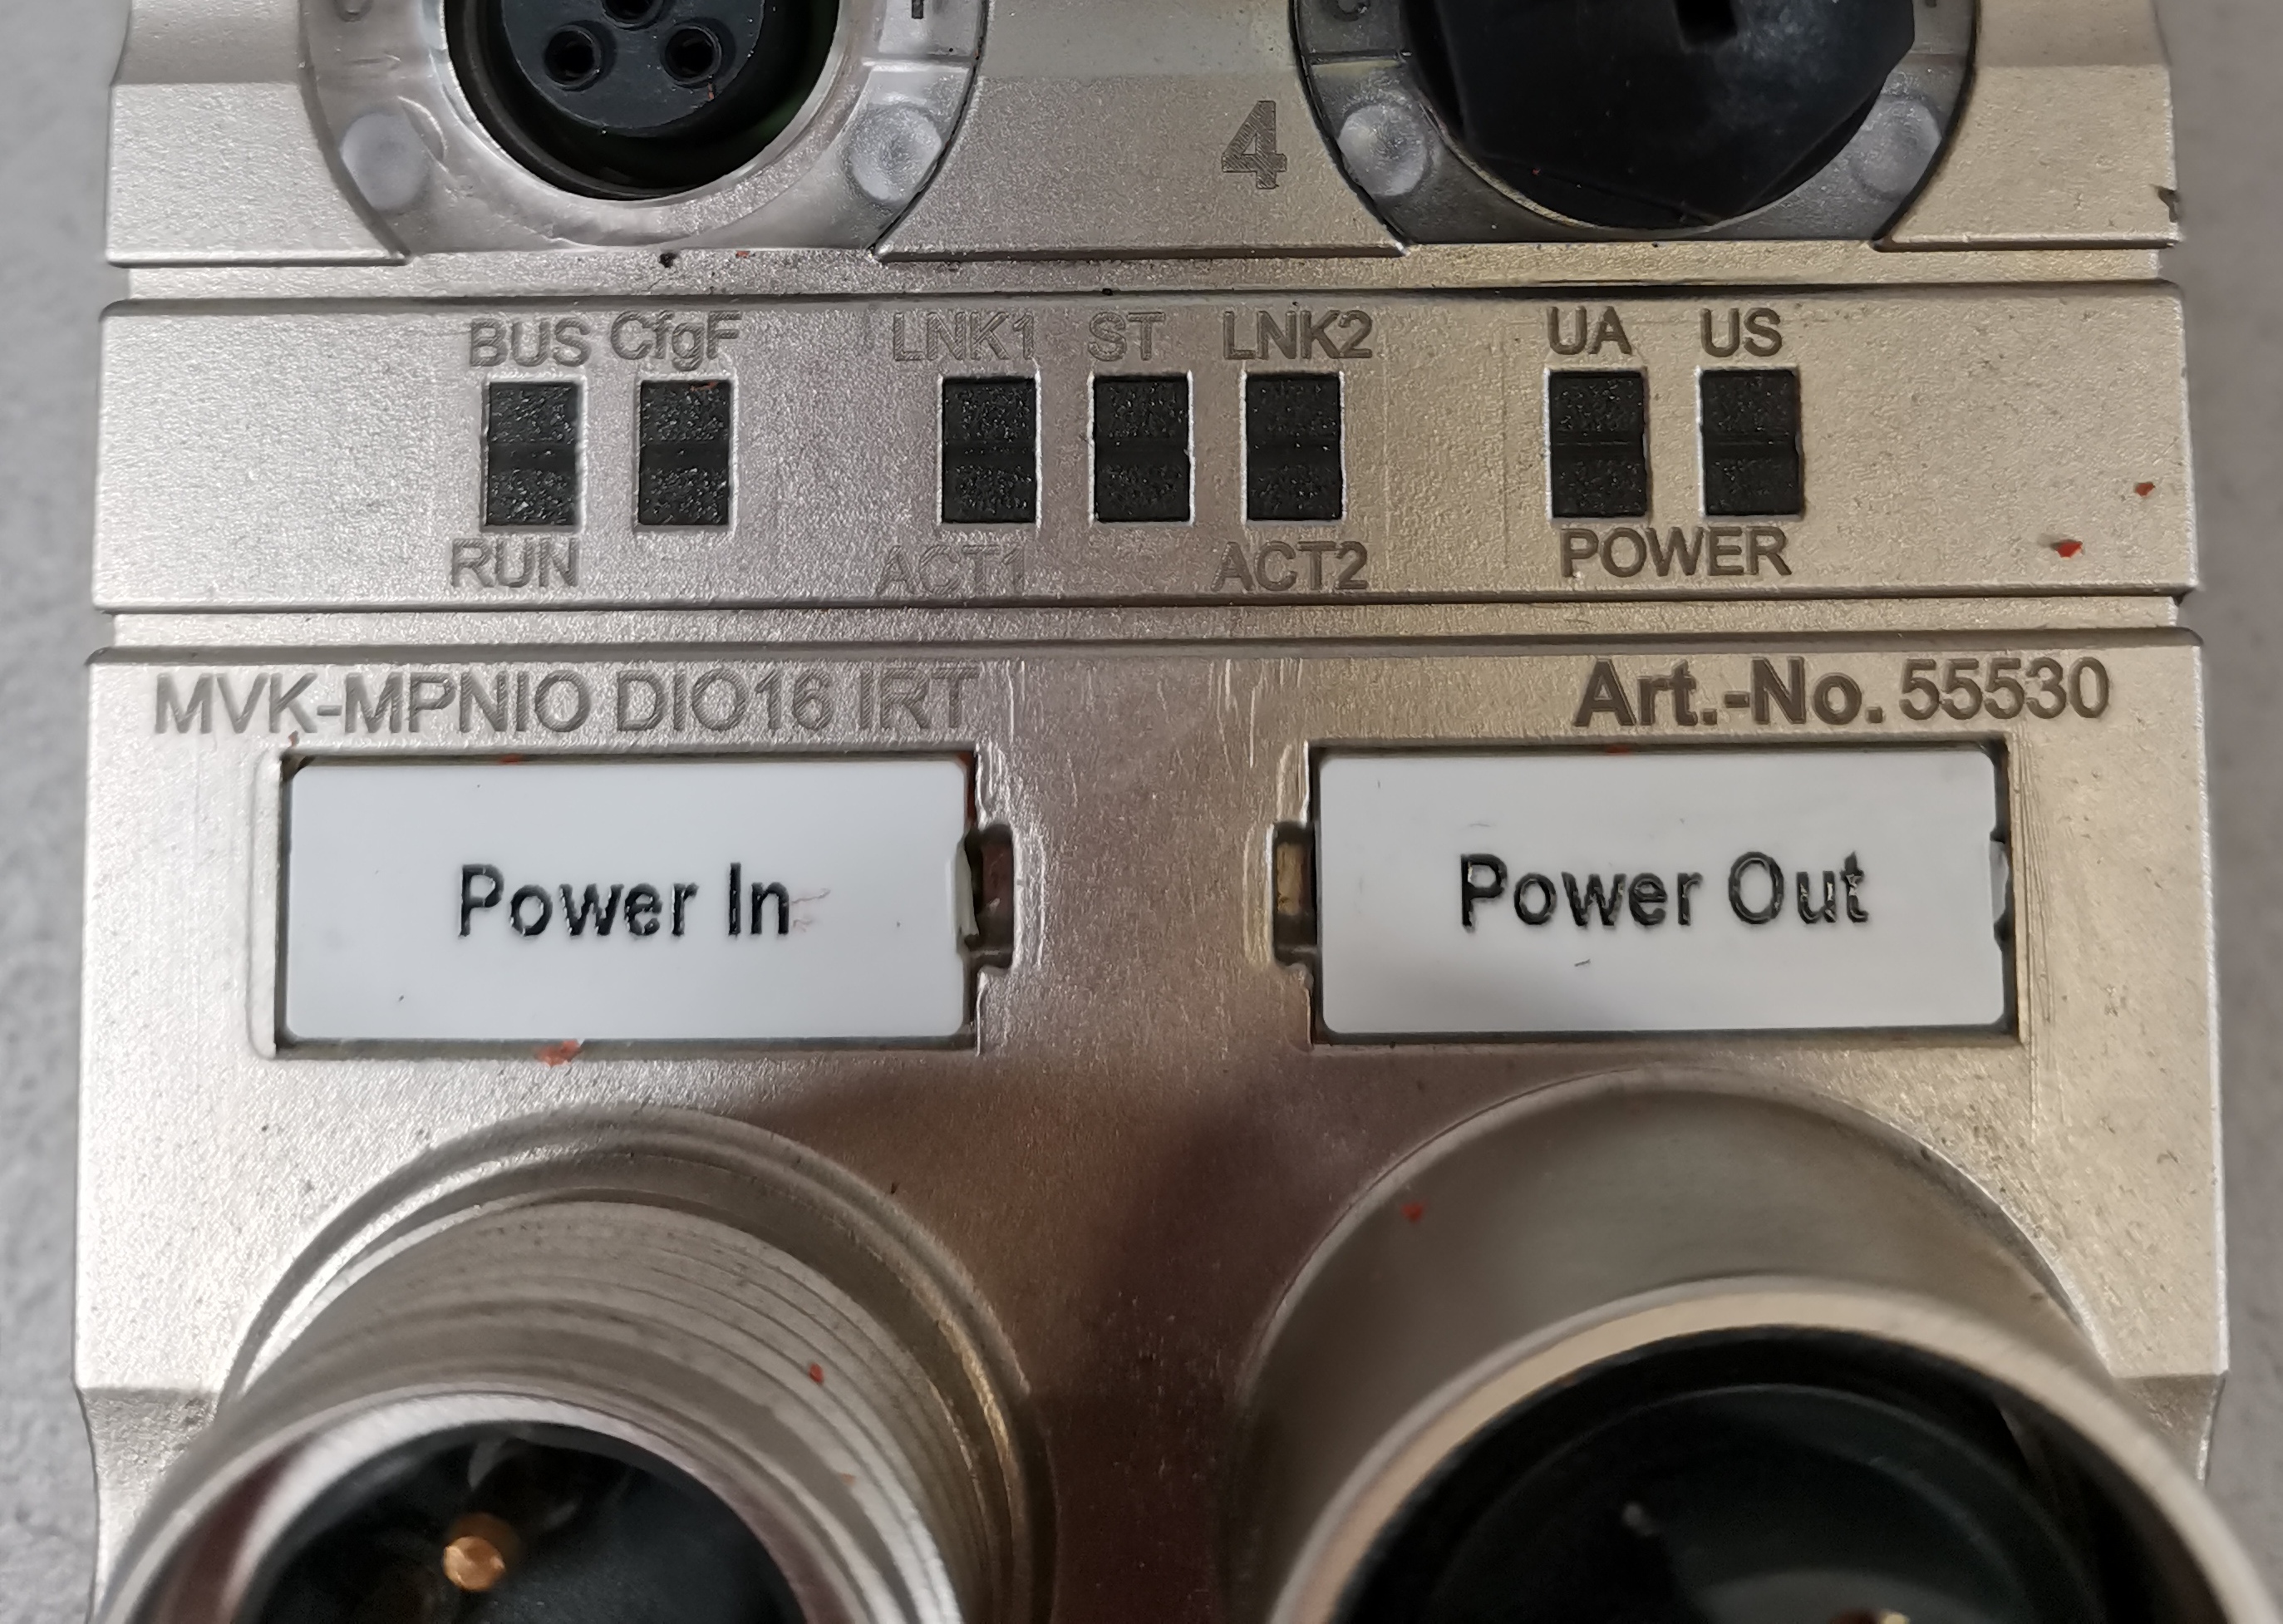 4
BUS CfgF LNK1 ST LNK2 UA US
RUN ACT1 ACT2 POWER
MVK-MPNIO DIO16 IRT Art.-No. 55530
Power In Power Out